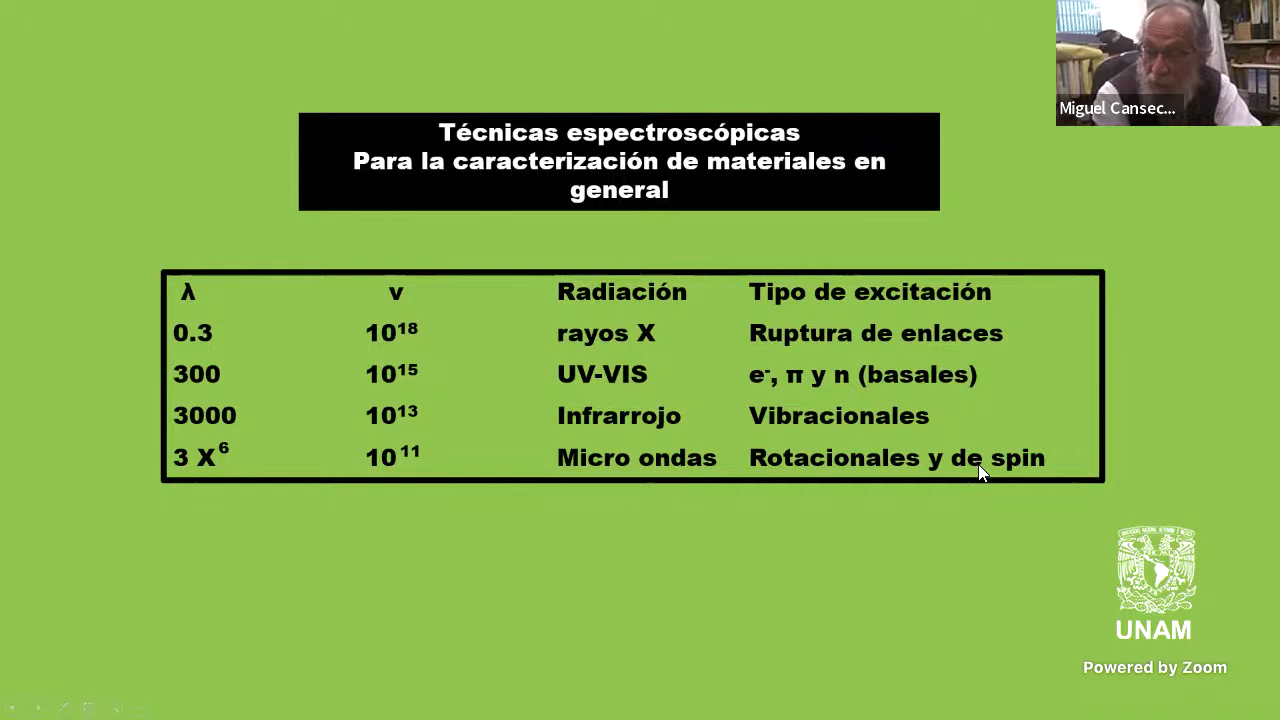 Miguel Cansec...
Técnicas espectroscópicas
Para la caracterización de materiales en
general
λ v Radiación Tipo de excitación
0.3 10¹⁸ rayos X Ruptura de enlaces
300 10¹⁵ UV-VIS e⁻, π y n (basales)
3000 10¹³ Infrarrojo Vibracionales
3 X⁶ 10¹¹ Micro ondas Rotacionales y de spin
UNAM
Powered by Zoom